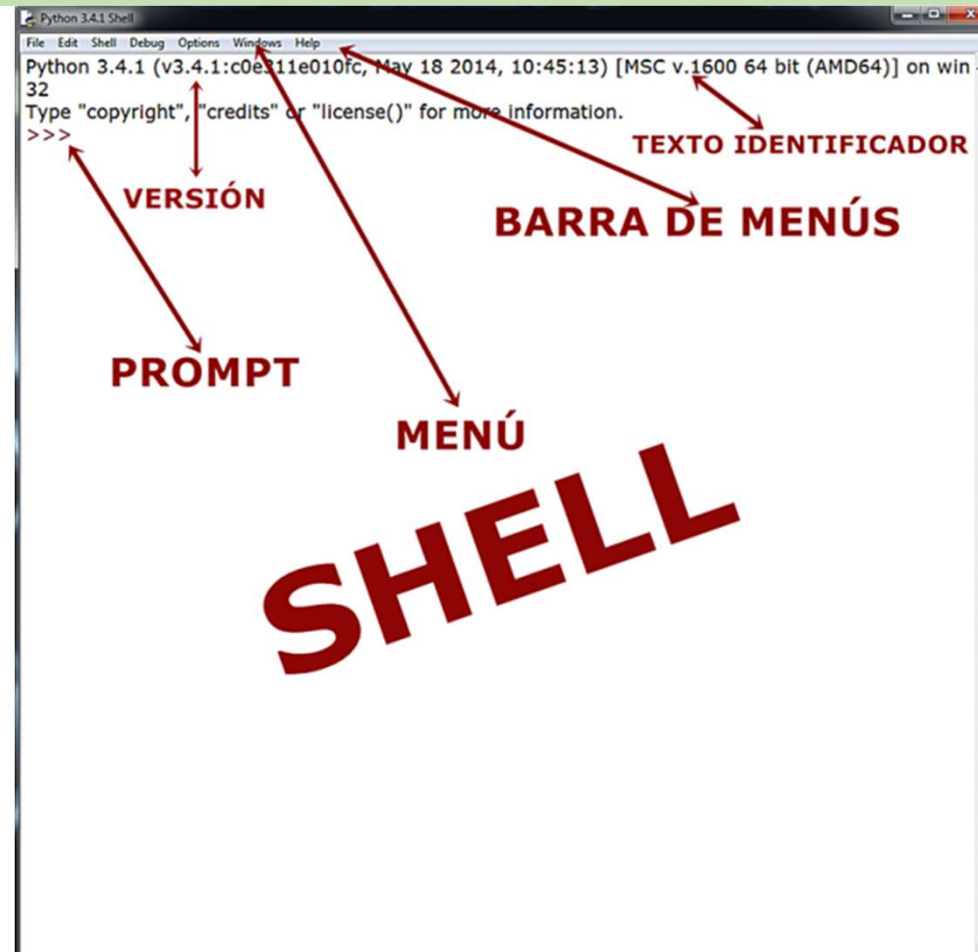 Python 3.4.1 Shell
File Edit Shell Debug Options Windows Help
Python 3.4.1 (v3.4.1:c0e311e010fc, May 18 2014, 10:45:13) [MSC v.1600 64 bit (AMD64)] on win
32
Type "copyright", "credits" or "license()" for more information.
>>>
TEXTO IDENTIFICADOR
VERSIÓN
BARRA DE MENÚS
PROMPT
MENÚ
SHELL